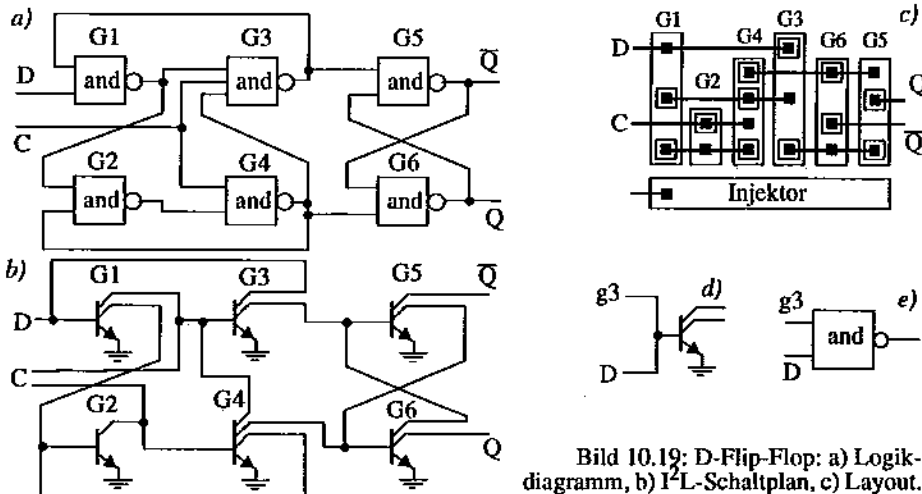 a)
G1
G3
G5
Q̅
D
and
and
and
C
G2
G4
G6
and
and
and
Q
b)
G1
G3
G5
Q̅
D
C
G2
G4
G6
Q
c)
G1
G3
G4
G6
G5
D
G2
Q
C
Q̅
Injektor
g3
d)
D
g3
e)
and
D
Bild 10.19: D-Flip-Flop: a) Logik-
diagramm, b) I²L-Schaltplan, c) Layout.